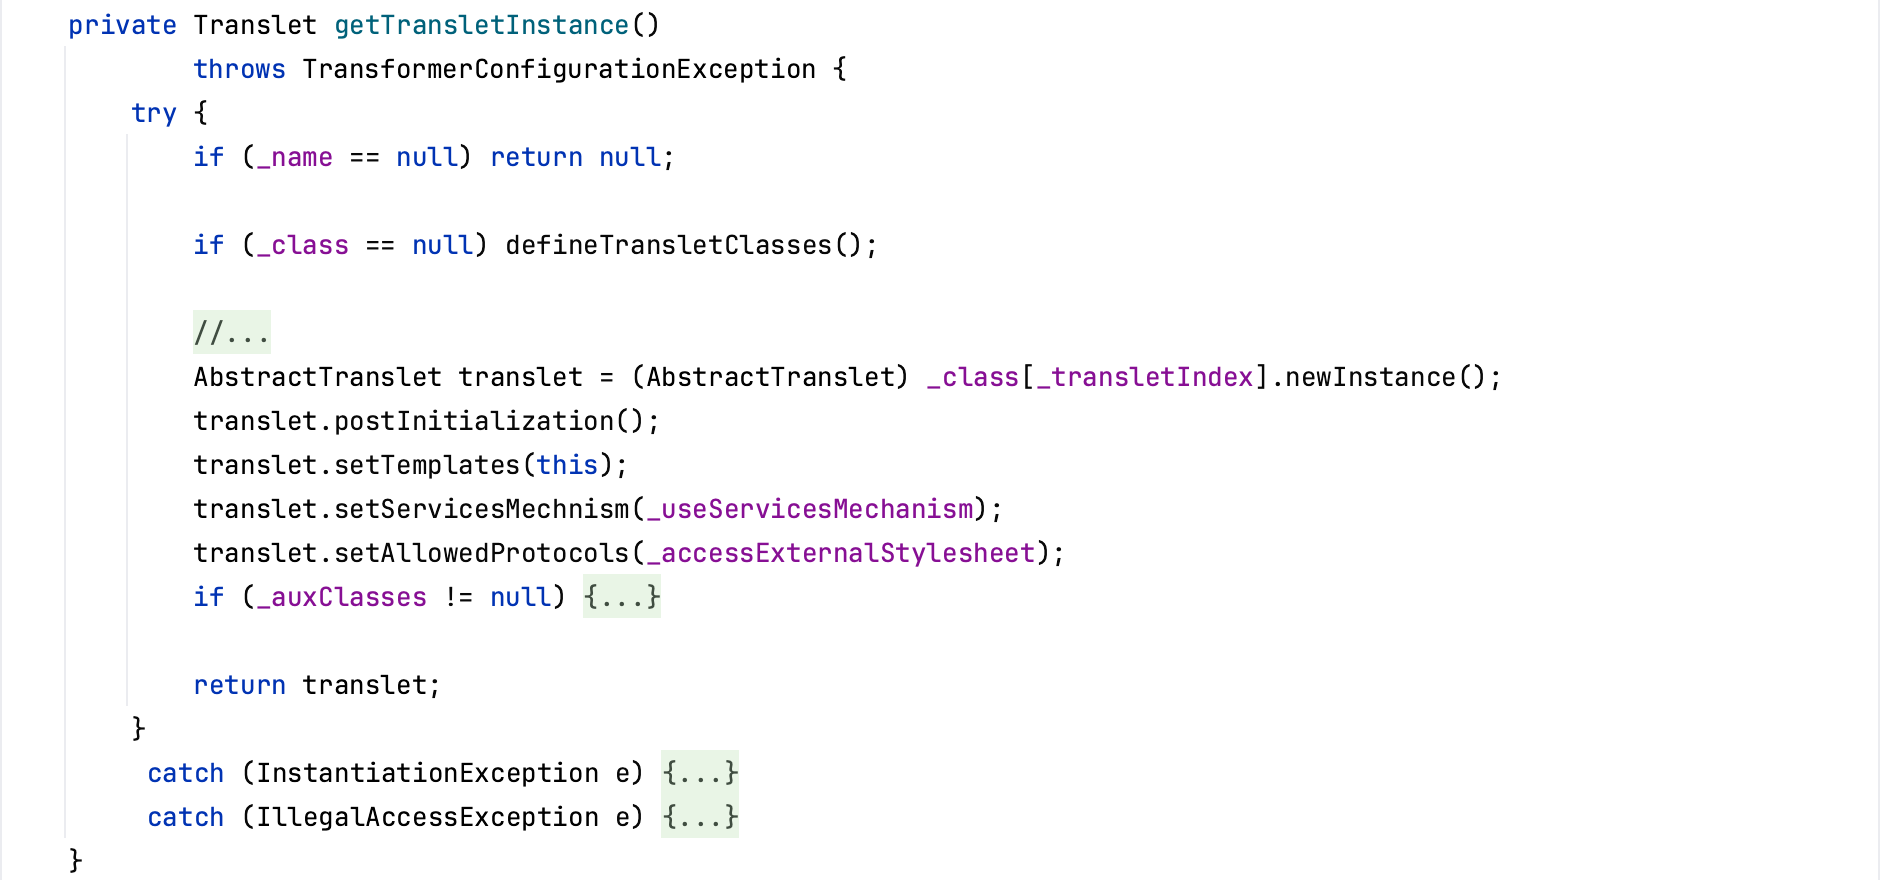 private Translet getTransletInstance()
throws TransformerConfigurationException {
try {
if (_name == null) return null;
if (_class == null) defineTransletClasses();
//...
AbstractTranslet translet = (AbstractTranslet) _class[_transletIndex].newInstance();
translet.postInitialization();
translet.setTemplates(this);
translet.setServicesMechnism(_useServicesMechanism);
translet.setAllowedProtocols(_accessExternalStylesheet);
if (_auxClasses != null) {...}
return translet;
}
catch (InstantiationException e) {...}
catch (IllegalAccessException e) {...}
}